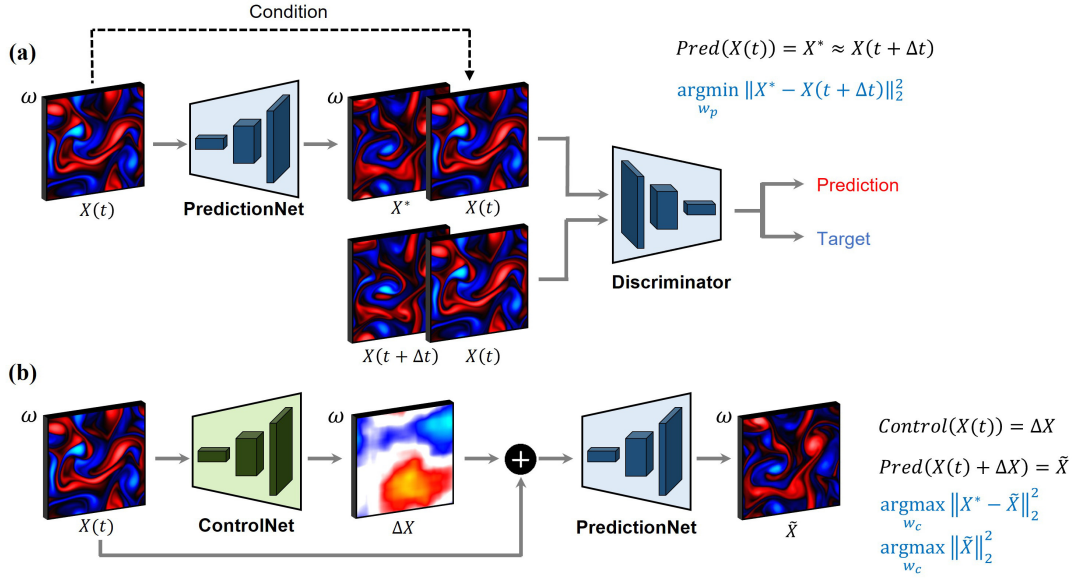 Condition
(a)
Pred(X(t)) = X* ≈ X(t + Δt)
argmin ‖X* − X(t + Δt)‖₂²
w_p
ω
ω
X(t)
PredictionNet
X*
X(t)
Prediction
Target
Discriminator
X(t + Δt)
X(t)
(b)
ω
ω
ω
Control(X(t)) = ΔX
Pred(X(t) + ΔX) = X̃
argmax ‖X* − X̃‖₂²
w_c
argmax ‖X̃‖₂²
w_c
+
X(t)
ControlNet
ΔX
PredictionNet
X̃